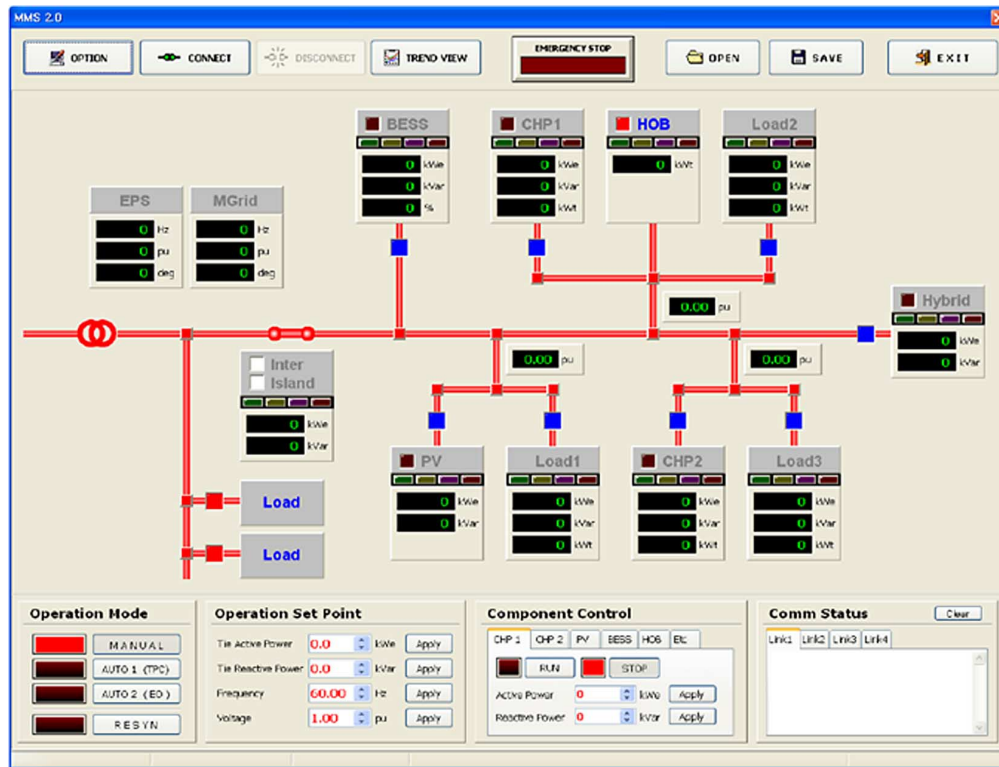 MMS 2.0
OPTION CONNECT DISCONNECT TREND VIEW EMERGENCY STOP OPEN SAVE EXIT
BESS CHP1 HOB Load2
0 kWe 0 kWe 0 kWt 0 kWe
0 kVar 0 kVar 0 kVar
0 % 0 kWt 0 kWt
EPS MGrid
0 Hz 0 Hz
0 pu 0 pu
0 deg 0 deg
0.00 pu
Hybrid
0 kWe
0 kVar
0.00 pu 0.00 pu
Inter
Island
0 kWe
0 kVar
PV Load1 CHP2 Load3
0 kWe 0 kWe 0 kWe 0 kWe
0 kVar 0 kVar 0 kVar 0 kVar
0 kWt 0 kWt 0 kWt
Load
Load
Operation Mode
MANUAL
AUTO 1 (TPC)
AUTO 2 (EO)
RESYN
Operation Set Point
Tie Active Power 0.0 kWe Apply
Tie Reactive Power 0.0 kVar Apply
Frequency 60.00 Hz Apply
Voltage 1.00 pu Apply
Component Control
CHP 1 CHP 2 PV BESS HOB Etc
RUN STOP
Active Power 0 kWe Apply
Reactive Power 0 kVar Apply
Comm Status Clear
Link1 Link2 Link3 Link4